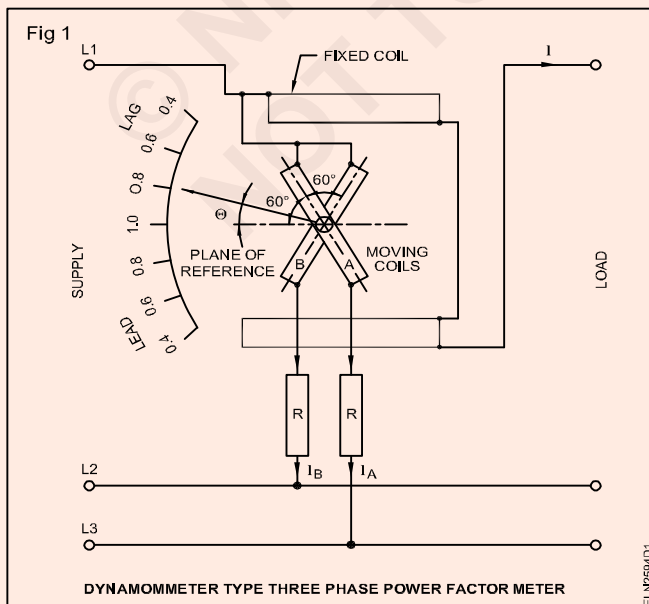 © N
NOT TO
Fig 1
L1
FIXED COIL
I
LAG
0.4
0.6
0.8
1.0
0.8
0.6
0.4
LEAD
60°
60°
Θ
PLANE OF
REFERENCE
B
A
MOVING
COILS
SUPPLY
LOAD
R
R
I B
I A
L2
L3
DYNAMOMMETER TYPE THREE PHASE POWER FACTOR METER